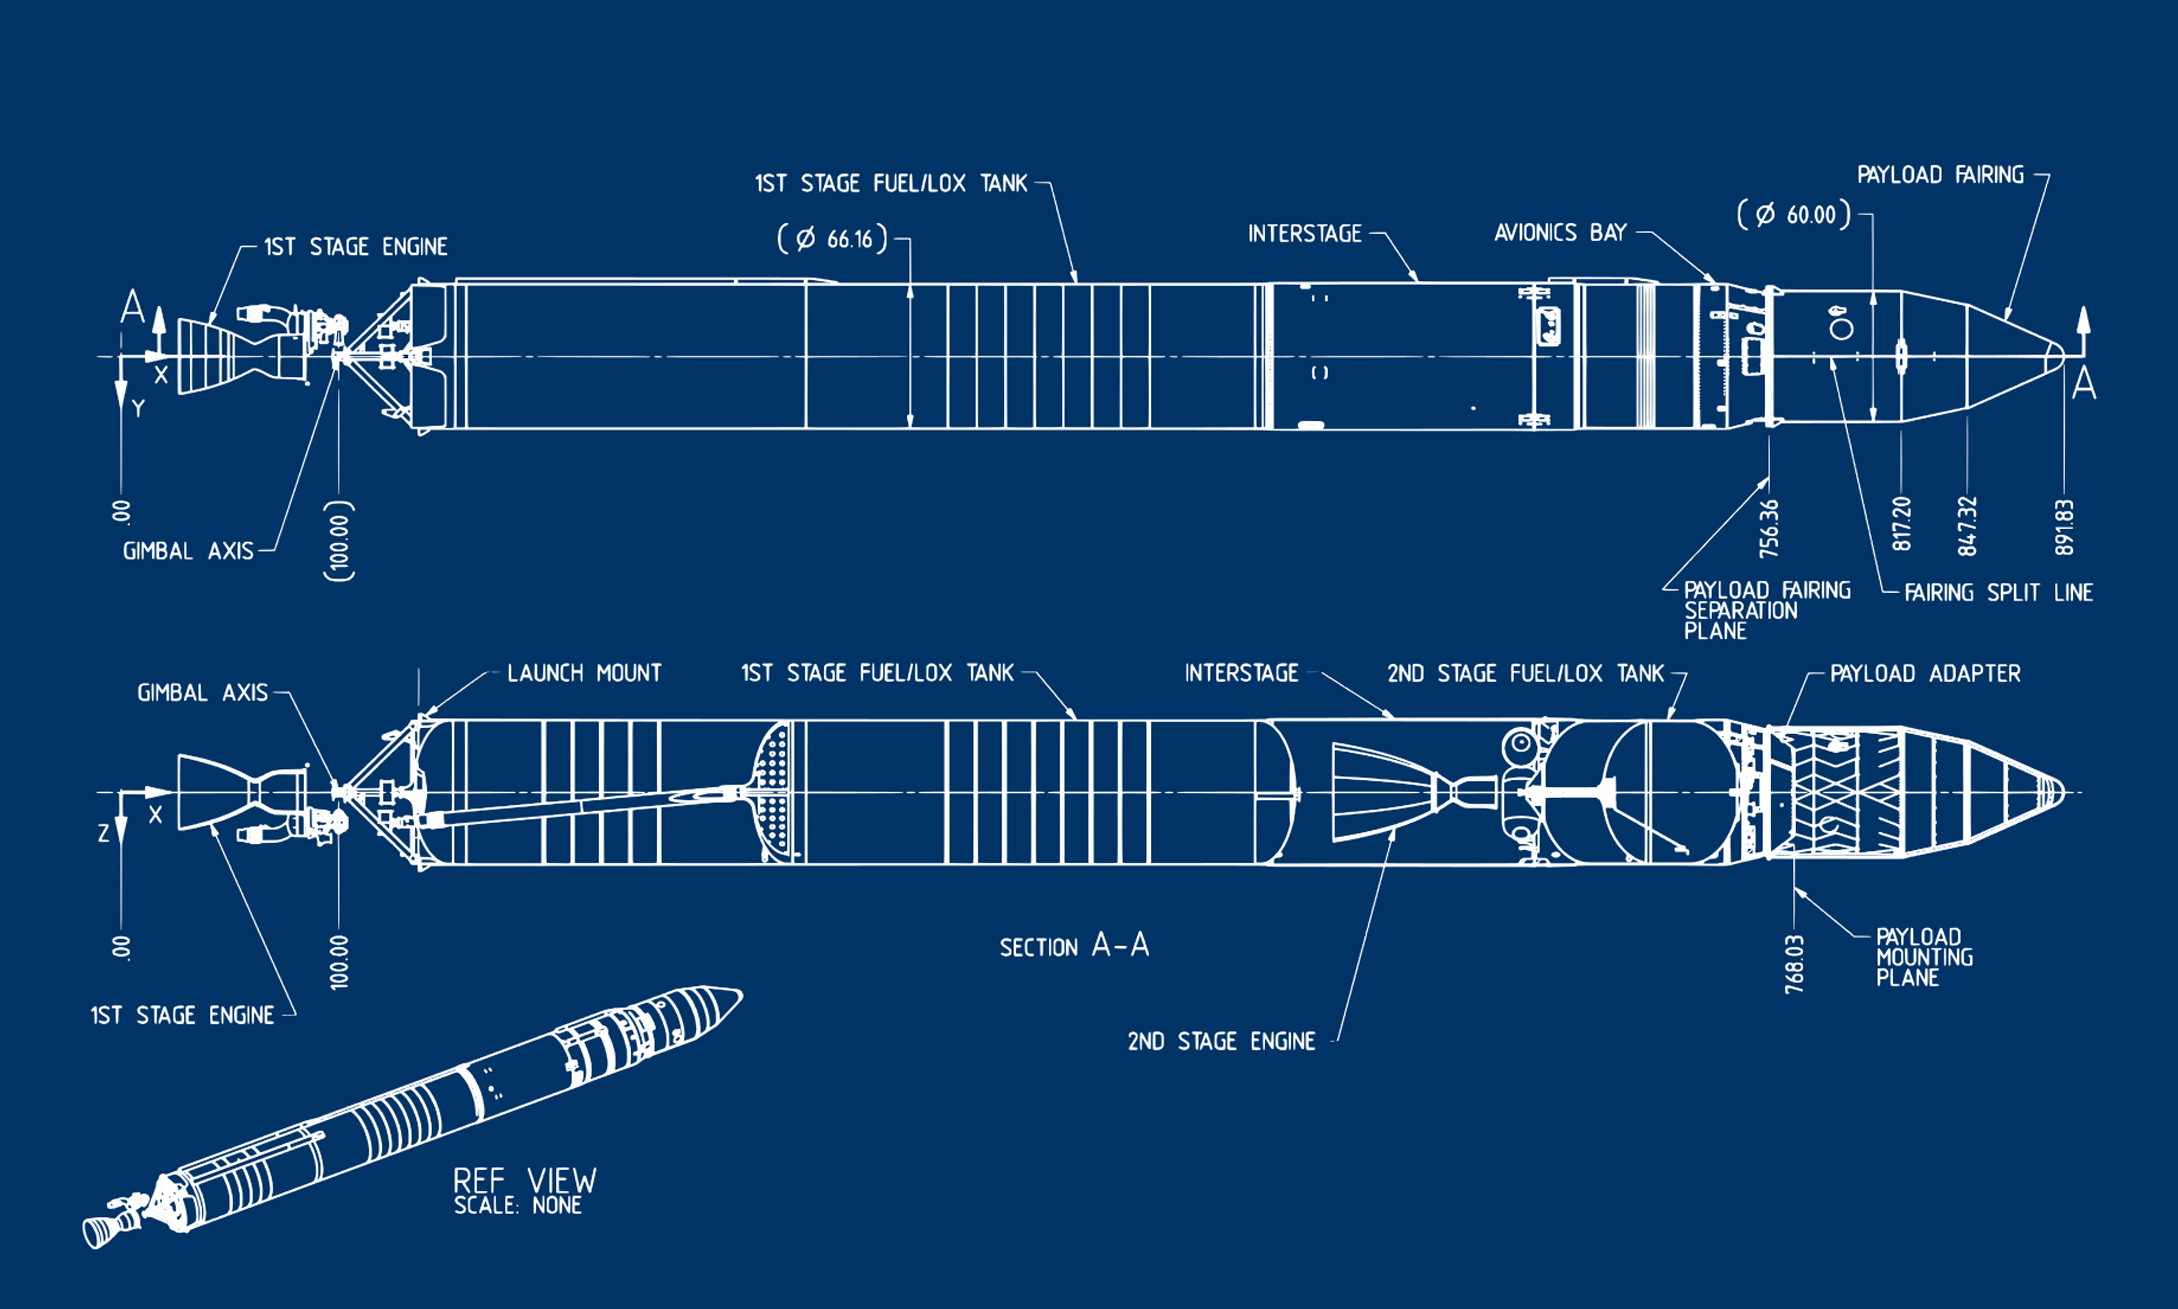 PAYLOAD FAIRING
1ST STAGE FUEL/LOX TANK
(Ø 60.00)
INTERSTAGE
AVIONICS BAY
(Ø 66.16)
1ST STAGE ENGINE
A
X
Y
A
.00
(100.00)
GIMBAL AXIS
756.36
817.20
847.32
891.83
PAYLOAD FAIRING
SEPARATION
PLANE
FAIRING SPLIT LINE
GIMBAL AXIS
LAUNCH MOUNT
1ST STAGE FUEL/LOX TANK
INTERSTAGE
2ND STAGE FUEL/LOX TANK
PAYLOAD ADAPTER
X
Z
.00
100.00
SECTION A-A
768.03
PAYLOAD
MOUNTING
PLANE
1ST STAGE ENGINE
2ND STAGE ENGINE
REF VIEW
SCALE: NONE